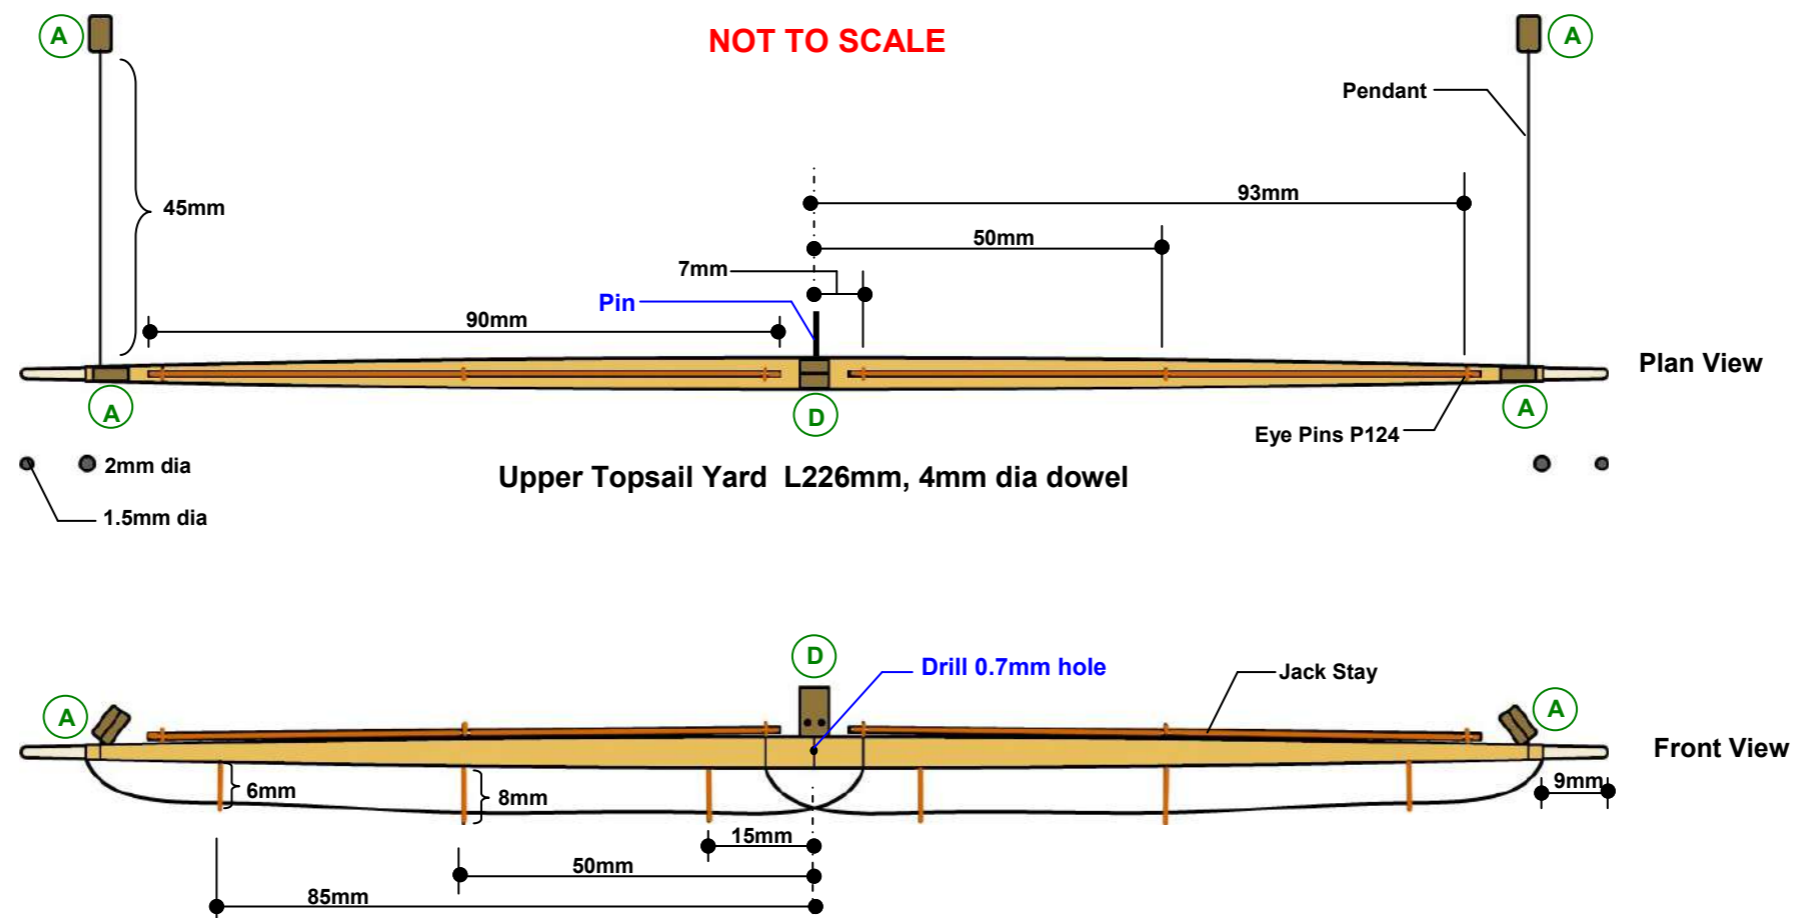 A
NOT TO SCALE
A
Pendant
45mm
93mm
50mm
7mm
Pin
90mm
Plan View
A
D
A
Eye Pins P124
2mm dia
Upper Topsail Yard L226mm, 4mm dia dowel
1.5mm dia
D
Drill 0.7mm hole
Jack Stay
A
A
Front View
6mm
8mm
9mm
15mm
50mm
85mm